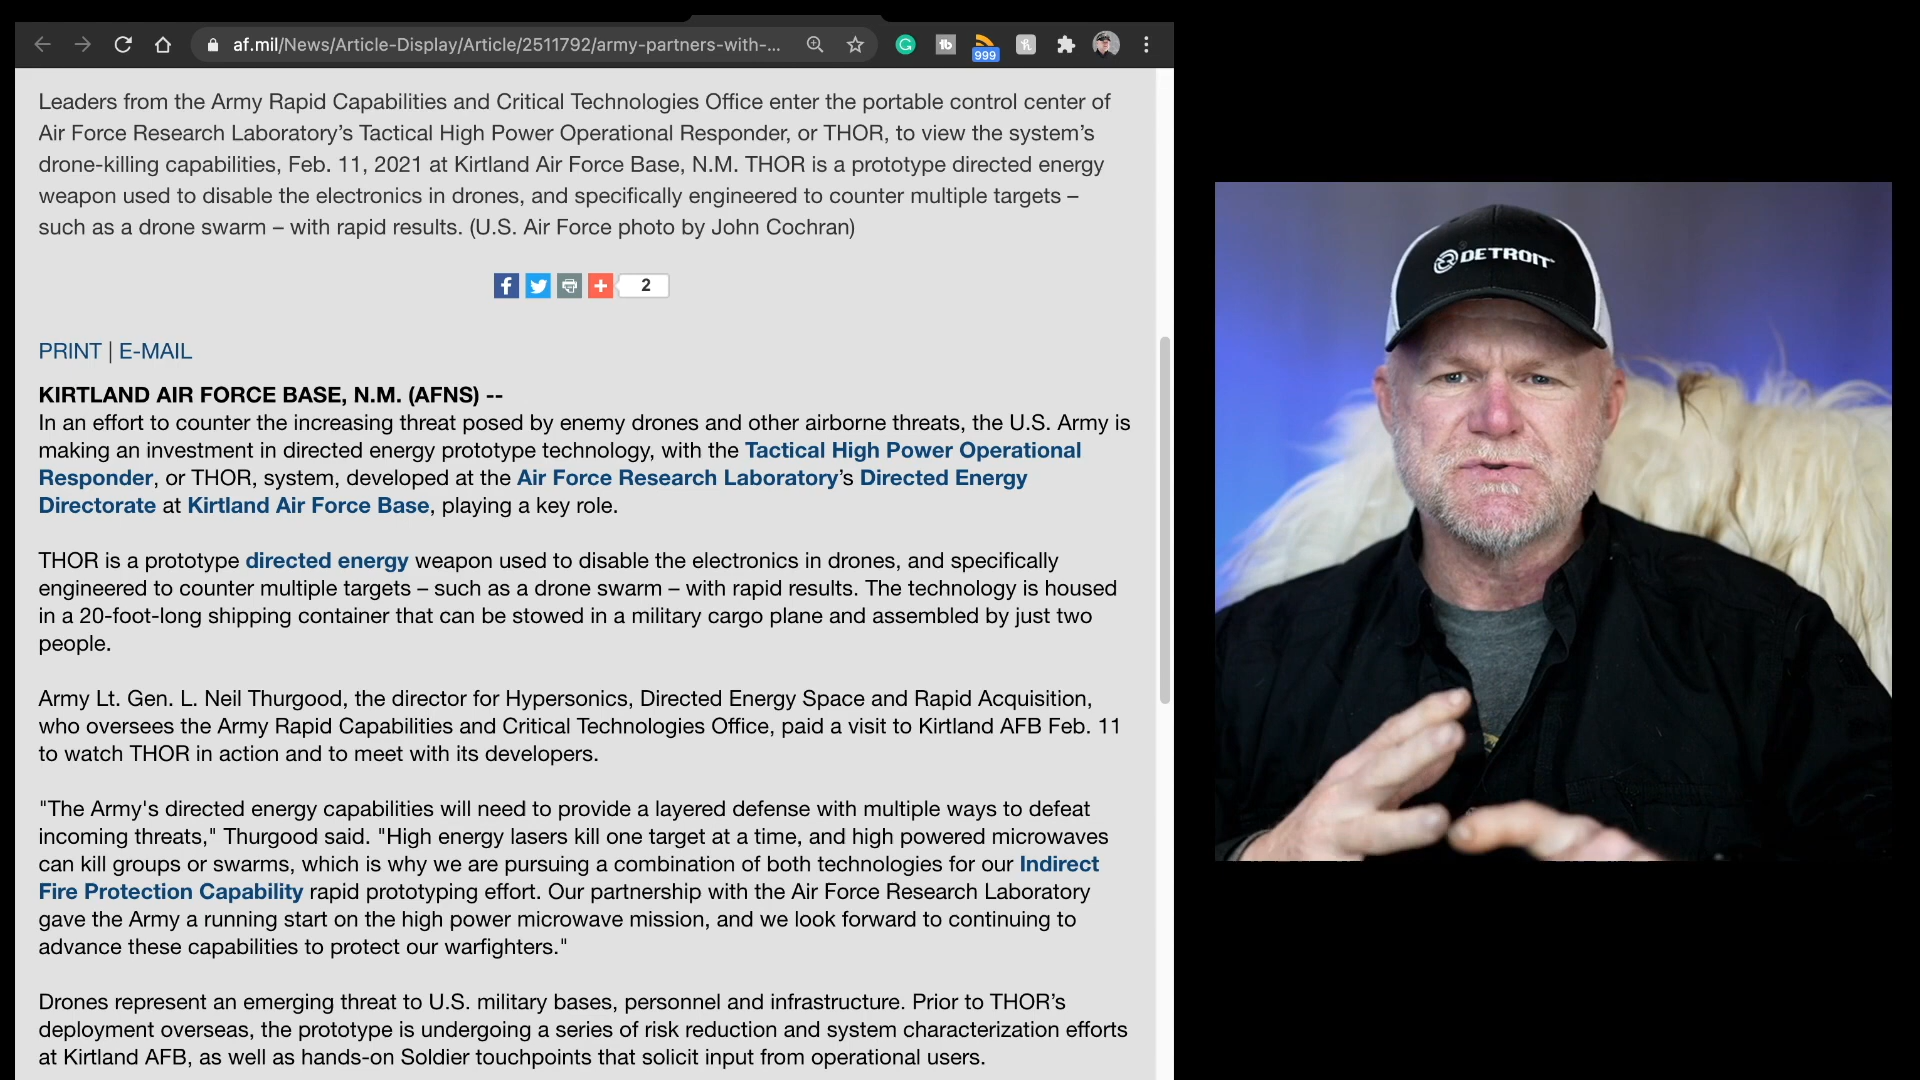 af.mil/News/Article-Display/Article/2511792/army-partners-with-...
999
Leaders from the Army Rapid Capabilities and Critical Technologies Office enter the portable control center of
Air Force Research Laboratory’s Tactical High Power Operational Responder, or THOR, to view the system’s
drone-killing capabilities, Feb. 11, 2021 at Kirtland Air Force Base, N.M. THOR is a prototype directed energy
weapon used to disable the electronics in drones, and specifically engineered to counter multiple targets –
such as a drone swarm – with rapid results. (U.S. Air Force photo by John Cochran)
2
PRINT | E-MAIL
KIRTLAND AIR FORCE BASE, N.M. (AFNS) --
In an effort to counter the increasing threat posed by enemy drones and other airborne threats, the U.S. Army is
making an investment in directed energy prototype technology, with the Tactical High Power Operational
Responder, or THOR, system, developed at the Air Force Research Laboratory’s Directed Energy
Directorate at Kirtland Air Force Base, playing a key role.
THOR is a prototype directed energy weapon used to disable the electronics in drones, and specifically
engineered to counter multiple targets – such as a drone swarm – with rapid results. The technology is housed
in a 20-foot-long shipping container that can be stowed in a military cargo plane and assembled by just two
people.
Army Lt. Gen. L. Neil Thurgood, the director for Hypersonics, Directed Energy Space and Rapid Acquisition,
who oversees the Army Rapid Capabilities and Critical Technologies Office, paid a visit to Kirtland AFB Feb. 11
to watch THOR in action and to meet with its developers.
"The Army's directed energy capabilities will need to provide a layered defense with multiple ways to defeat
incoming threats," Thurgood said. "High energy lasers kill one target at a time, and high powered microwaves
can kill groups or swarms, which is why we are pursuing a combination of both technologies for our Indirect
Fire Protection Capability rapid prototyping effort. Our partnership with the Air Force Research Laboratory
gave the Army a running start on the high power microwave mission, and we look forward to continuing to
advance these capabilities to protect our warfighters."
Drones represent an emerging threat to U.S. military bases, personnel and infrastructure. Prior to THOR’s
deployment overseas, the prototype is undergoing a series of risk reduction and system characterization efforts
at Kirtland AFB, as well as hands-on Soldier touchpoints that solicit input from operational users.
DETROIT